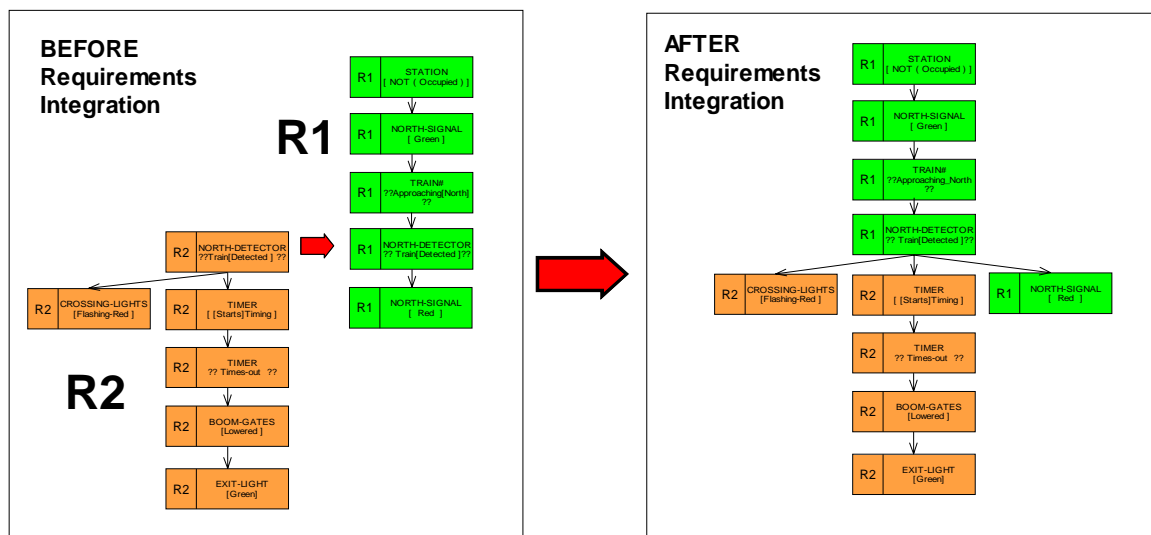 BEFORE
Requirements
Integration
R1
R1
STATION
[ NOT ( Occupied ) ]
R1
NORTH-SIGNAL
[ Green ]
R1
TRAIN#
??Approaching[North]
??
R1
NORTH-DETECTOR
?? Train[Detected ]??
R1
NORTH-SIGNAL
[ Red ]
R2
NORTH-DETECTOR
??Train[Detected ] ??
R2
CROSSING-LIGHTS
[Flashing-Red ]
R2
TIMER
[ [Starts]Timing ]
R2
R2
TIMER
?? Times-out ??
R2
BOOM-GATES
[Lowered ]
R2
EXIT-LIGHT
[Green]
AFTER
Requirements
Integration
R1
STATION
[ NOT ( Occupied ) ]
R1
NORTH-SIGNAL
[ Green ]
R1
TRAIN#
??Approaching_North
??
R1
NORTH-DETECTOR
?? Train[Detected ]??
R2
CROSSING-LIGHTS
[Flashing-Red ]
R2
TIMER
[ [Starts]Timing ]
R1
NORTH-SIGNAL
[ Red ]
R2
TIMER
?? Times-out ??
R2
BOOM-GATES
[Lowered ]
R2
EXIT-LIGHT
[Green]